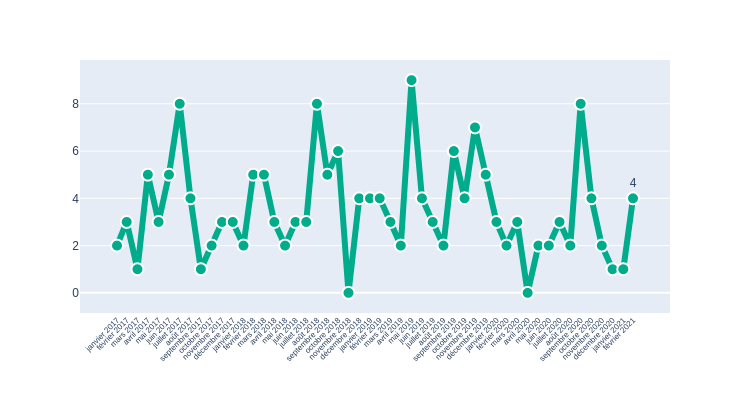 8
6
4
2
0
4
janvier 2017
février 2017
mars 2017
avril 2017
mai 2017
juin 2017
juillet 2017
août 2017
septembre 2017
octobre 2017
novembre 2017
décembre 2017
janvier 2018
février 2018
mars 2018
avril 2018
mai 2018
juin 2018
juillet 2018
août 2018
septembre 2018
octobre 2018
novembre 2018
décembre 2018
janvier 2019
février 2019
mars 2019
avril 2019
mai 2019
juin 2019
juillet 2019
août 2019
septembre 2019
octobre 2019
novembre 2019
décembre 2019
janvier 2020
février 2020
mars 2020
avril 2020
mai 2020
juin 2020
juillet 2020
août 2020
septembre 2020
octobre 2020
novembre 2020
décembre 2020
janvier 2021
février 2021